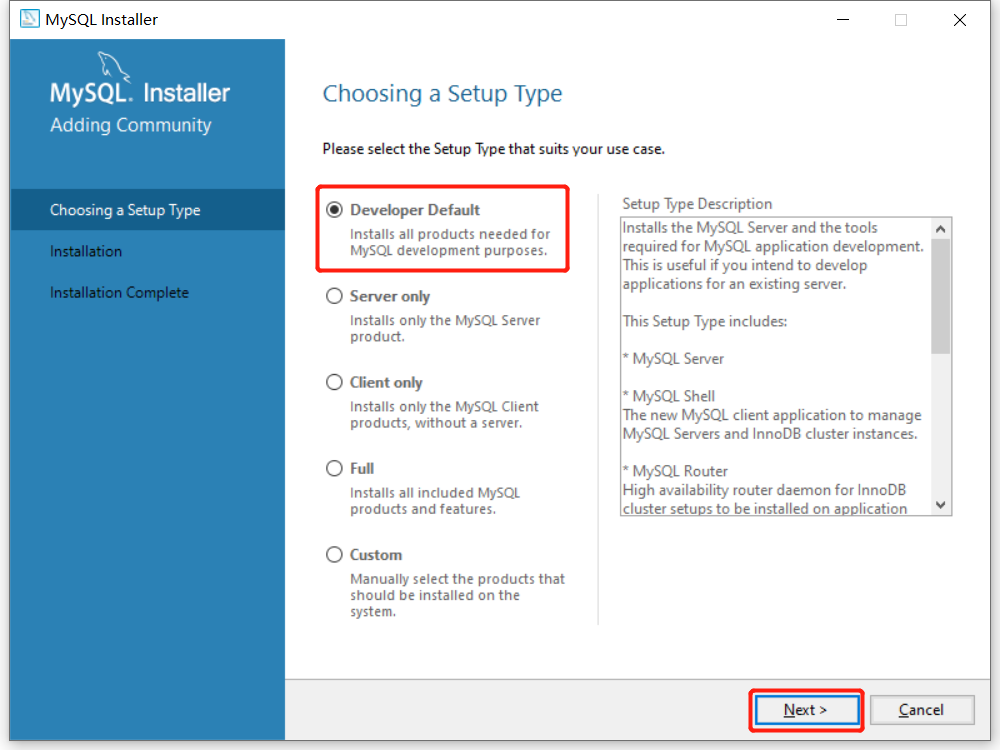 MySQL Installer
MySQL. Installer
Adding Community
Choosing a Setup Type
Installation
Installation Complete
Choosing a Setup Type
Please select the Setup Type that suits your use case.
Developer Default
Installs all products needed for
MySQL development purposes.
Server only
Installs only the MySQL Server
product.
Client only
Installs only the MySQL Client
products, without a server.
Full
Installs all included MySQL
products and features.
Custom
Manually select the products that
should be installed on the
system.
Setup Type Description
Installs the MySQL Server and the tools
required for MySQL application development.
This is useful if you intend to develop
applications for an existing server.
This Setup Type includes:
* MySQL Server
* MySQL Shell
The new MySQL client application to manage
MySQL Servers and InnoDB cluster instances.
* MySQL Router
High availability router daemon for InnoDB
cluster setups to be installed on application
Next >
Cancel